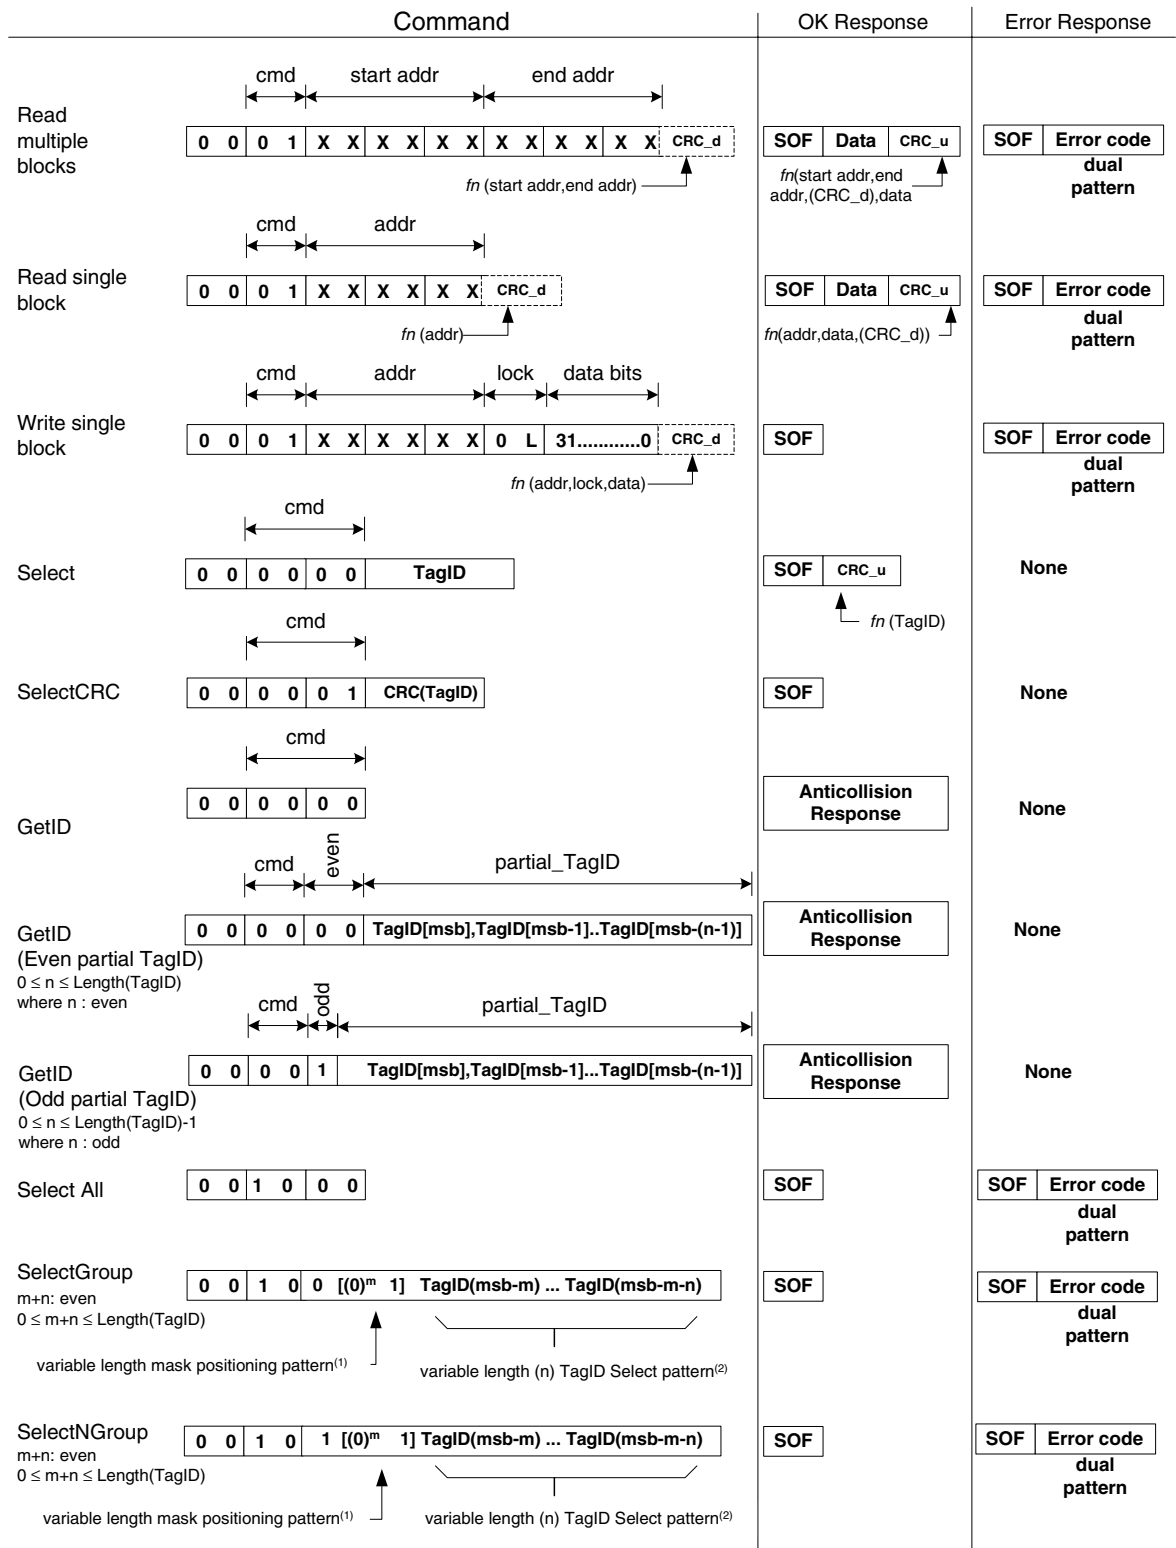 Command OK Response Error Response
cmd start addr end addr
Read
multiple
blocks
0 0 0 1 X X X X X X X X X X X X CRC_d
SOF Data CRC_u
SOF Error code
dual
pattern
fn (start addr,end addr)
fn(start addr,end
addr,(CRC_d),data
cmd addr
Read single
block
0 0 0 1 X X X X X X CRC_d
SOF Data CRC_u
SOF Error code
dual
pattern
fn (addr)
fn(addr,data,(CRC_d))
cmd addr lock data bits
Write single
block
0 0 0 1 X X X X X X 0 L 31............0 CRC_d
SOF
SOF Error code
dual
pattern
fn (addr,lock,data)
cmd
Select
0 0 0 0 0 0 TagID
SOF CRC_u
None
fn (TagID)
cmd
SelectCRC
0 0 0 0 0 1 CRC(TagID)
SOF
None
cmd
GetID
0 0 0 0 0 0
Anticollision
Response
None
cmd even partial_TagID
GetID
(Even partial TagID)
0 ≤ n ≤ Length(TagID)
where n : even
0 0 0 0 0 0 TagID[msb],TagID[msb-1]..TagID[msb-(n-1)]
Anticollision
Response
None
cmd odd partial_TagID
GetID
(Odd partial TagID)
0 ≤ n ≤ Length(TagID)-1
where n : odd
0 0 0 0 1 TagID[msb],TagID[msb-1]...TagID[msb-(n-1)]
Anticollision
Response
None
Select All
0 0 1 0 0 0
SOF
SOF Error code
dual
pattern
SelectGroup
m+n: even
0 ≤ m+n ≤ Length(TagID)
0 0 1 0 0 [(0)ᵐ 1] TagID(msb-m) ... TagID(msb-m-n)
SOF
SOF Error code
dual
pattern
variable length mask positioning pattern⁽¹⁾
variable length (n) TagID Select pattern⁽²⁾
SelectNGroup
m+n: even
0 ≤ m+n ≤ Length(TagID)
0 0 1 0 1 [(0)ᵐ 1] TagID(msb-m) ... TagID(msb-m-n)
SOF
SOF Error code
dual
pattern
variable length mask positioning pattern⁽¹⁾
variable length (n) TagID Select pattern⁽²⁾